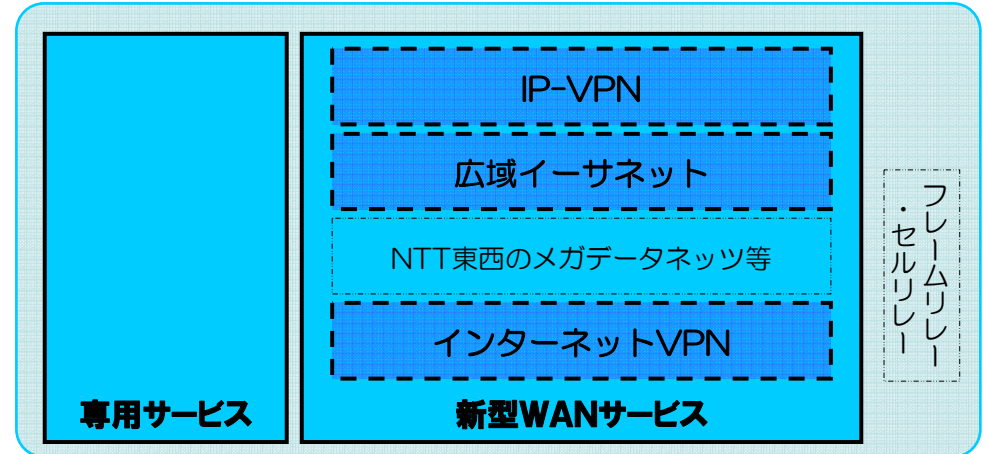 IP-VPN
広域イーサネット
NTT東西のメガデータネッツ等
インターネットVPN
専用サービス
新型WANサービス
フレームリレー
・セルリレー